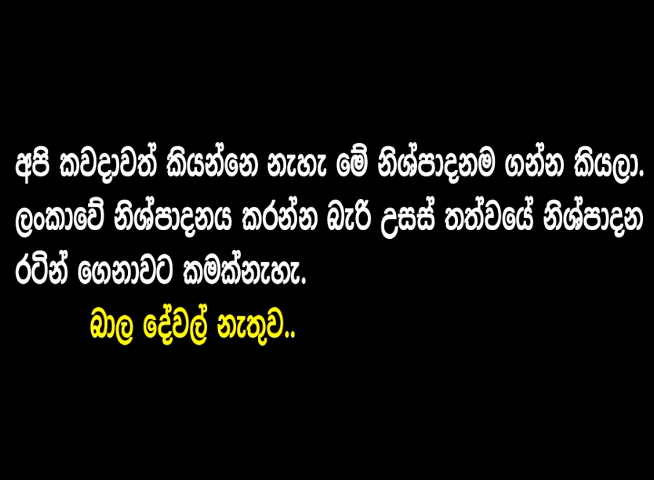 අපි කවදාවත් කියන්නෙ නැහැ මේ නිශ්පාදනම ගන්න කියලා.
ලංකාවේ නිශ්පාදනය කරන්න බැරි උසස් තත්වයේ නිශ්පාදන
රටින් ගෙනාවට කමක්නැහැ.
බාල දේවල් නැතුව..